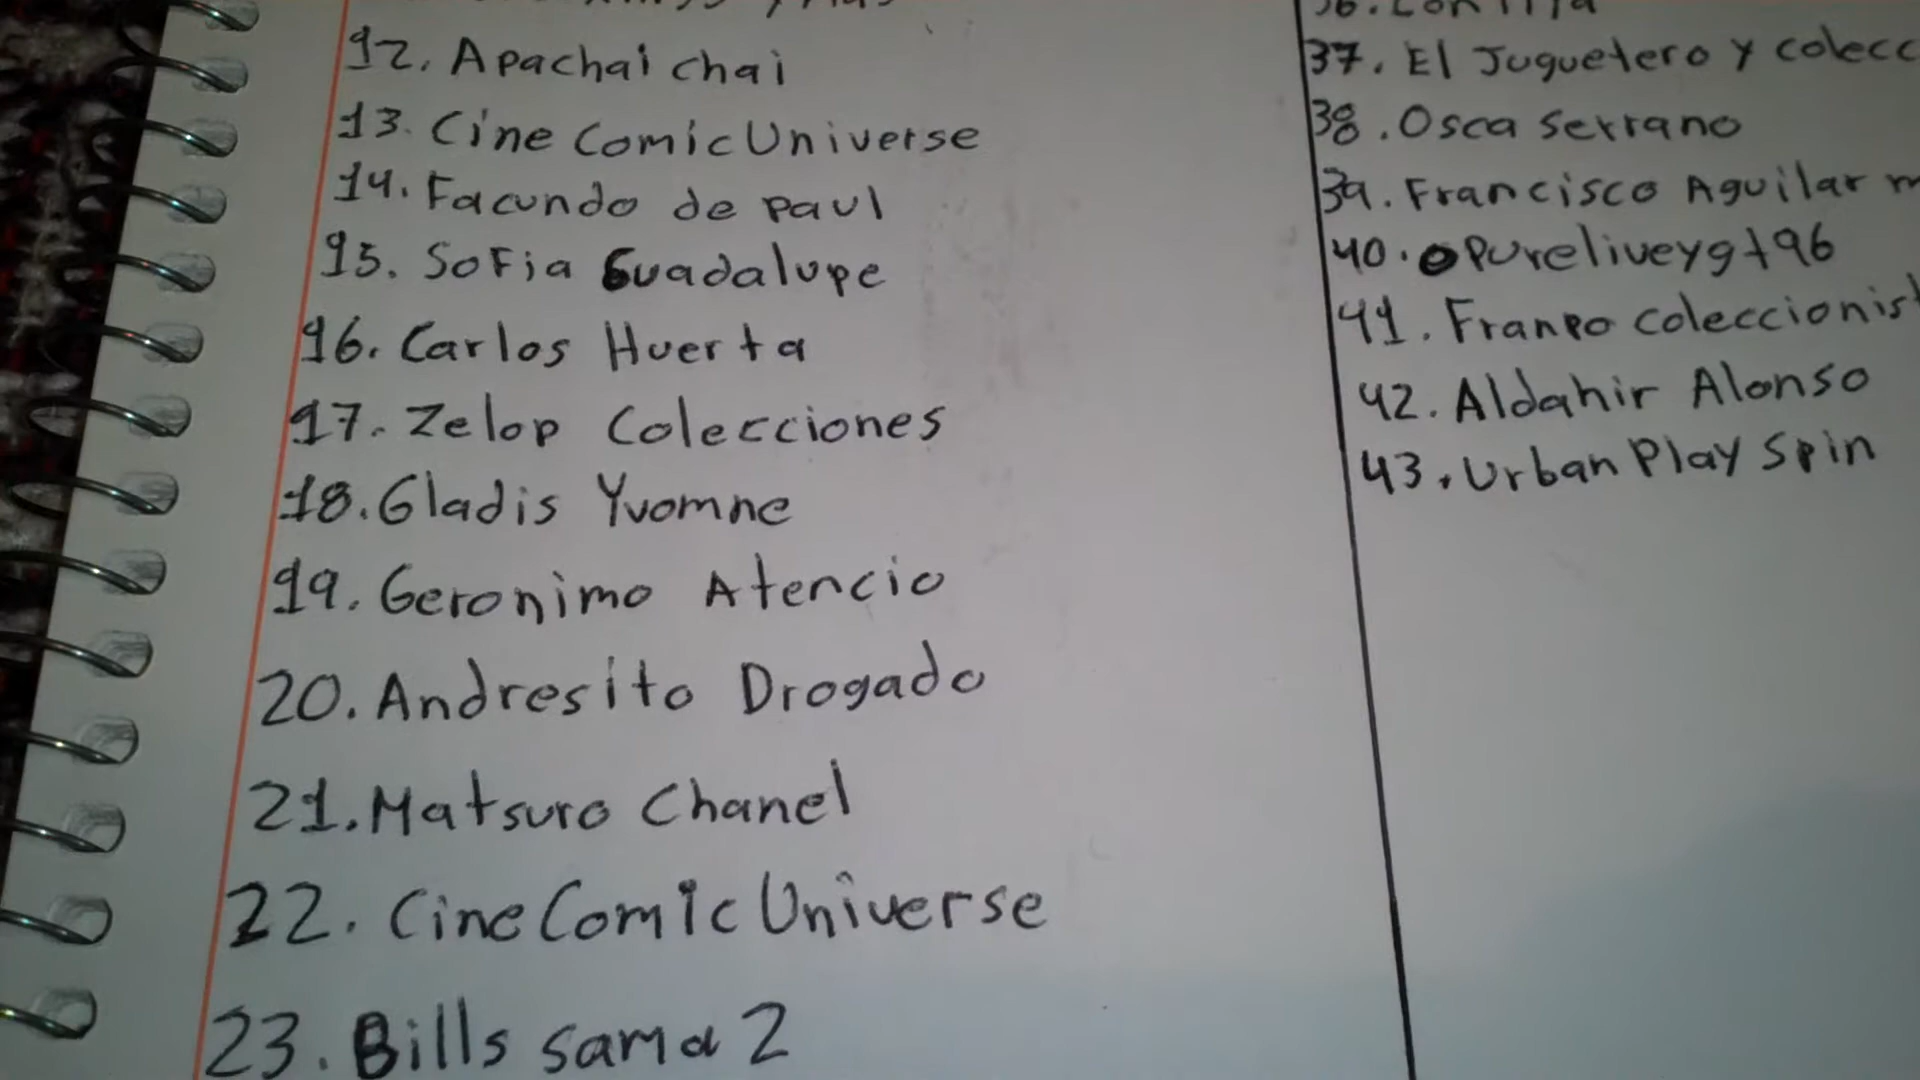 12. Apachai chai
13. Cine Comic Universe
14. Facundo de Paul
15. Sofia Guadalupe
16. Carlos Huerta
17. Zelop Colecciones
18. Gladis Yvomne
19. Geronimo Atencio
20. Andresito Drogado
21. Matsuro Chanel
22. Cine Comic Universe
23. Bills sama 2
37. El Juguetero y colecc
38. Osca Serrano
39. Francisco Aguilar m
40. Pureliveygt96
41. Franpo coleccionist
42. Aldahir Alonso
43. Urban Play Spin